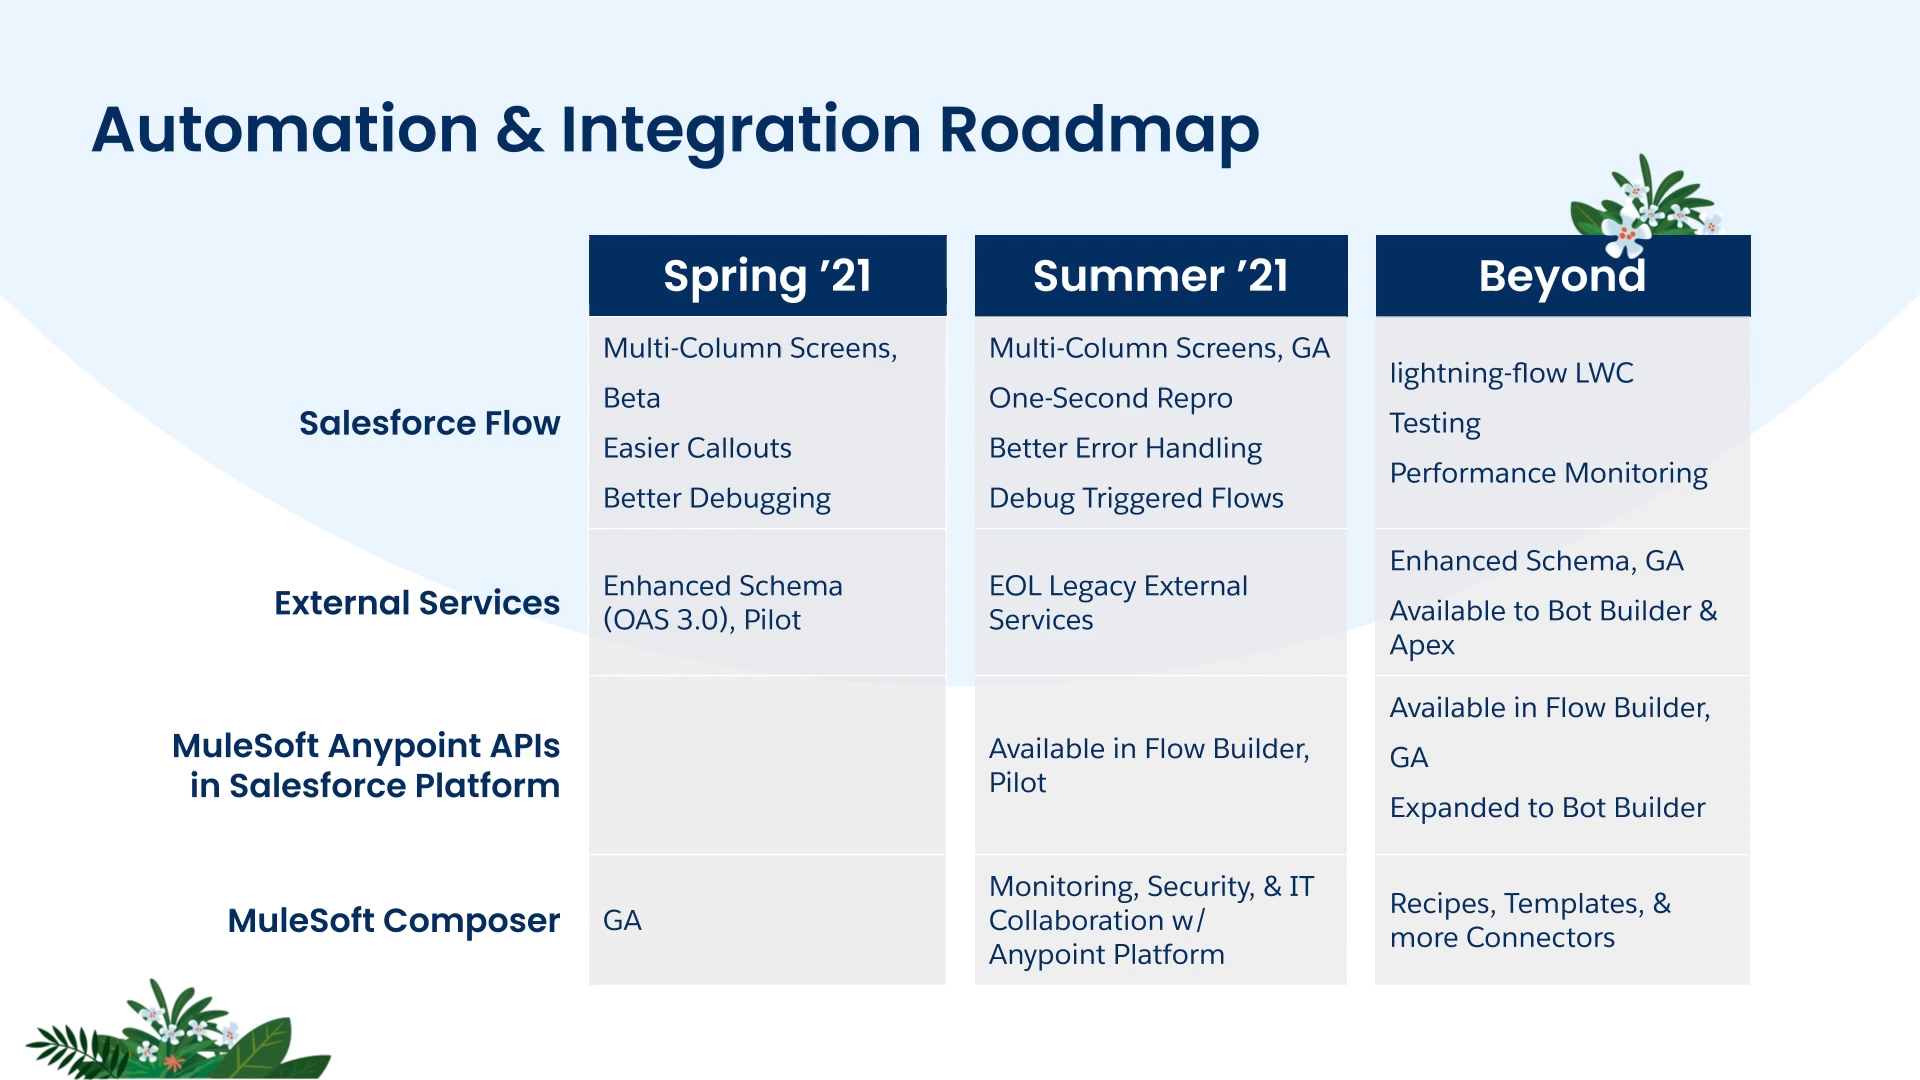 Automation & Integration Roadmap
Spring ’21
Summer ’21
Beyond
Salesforce Flow
Multi-Column Screens,
Beta
Easier Callouts
Better Debugging
Multi-Column Screens, GA
One-Second Repro
Better Error Handling
Debug Triggered Flows
lightning-flow LWC
Testing
Performance Monitoring
External Services
Enhanced Schema
(OAS 3.0), Pilot
EOL Legacy External
Services
Enhanced Schema, GA
Available to Bot Builder &
Apex
MuleSoft Anypoint APIs
in Salesforce Platform
Available in Flow Builder,
Pilot
Available in Flow Builder,
GA
Expanded to Bot Builder
MuleSoft Composer
GA
Monitoring, Security, & IT
Collaboration w/
Anypoint Platform
Recipes, Templates, &
more Connectors